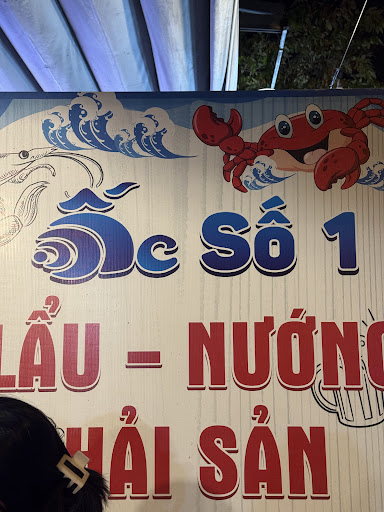 Ốc Số 1
LẨU - NƯỚNG
HẢI SẢN